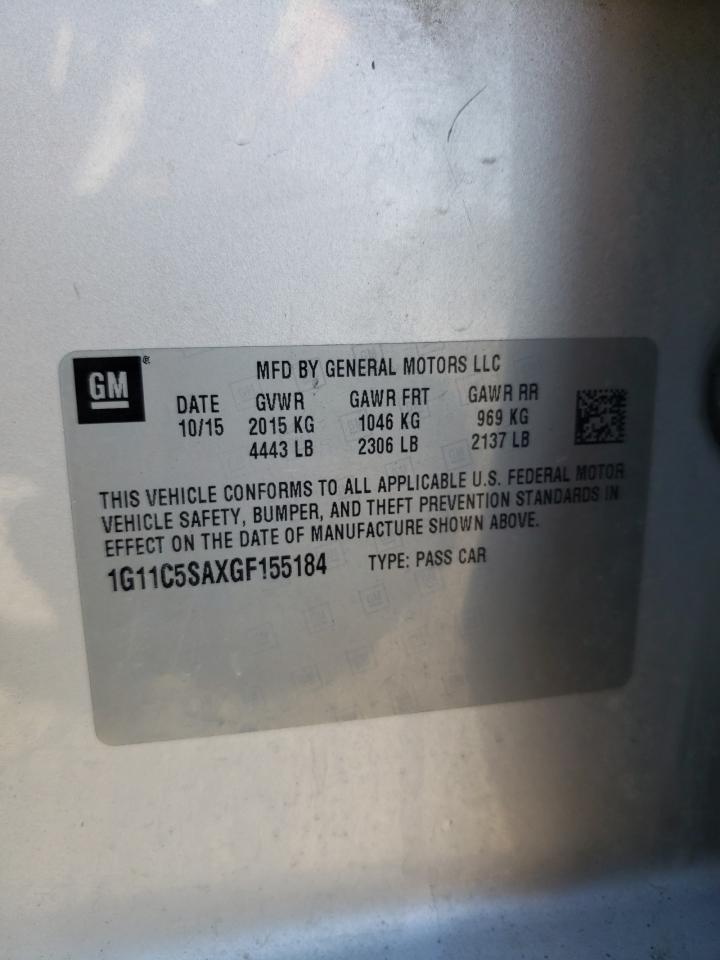 GM®
MFD BY GENERAL MOTORS LLC
DATE GVWR GAWR FRT GAWR RR
10/15 2015 KG 1046 KG 969 KG
4443 LB 2306 LB 2137 LB
THIS VEHICLE CONFORMS TO ALL APPLICABLE U.S. FEDERAL MOTOR
VEHICLE SAFETY, BUMPER, AND THEFT PREVENTION STANDARDS IN
EFFECT ON THE DATE OF MANUFACTURE SHOWN ABOVE.
1G11C5SAXGF155184 TYPE: PASS CAR